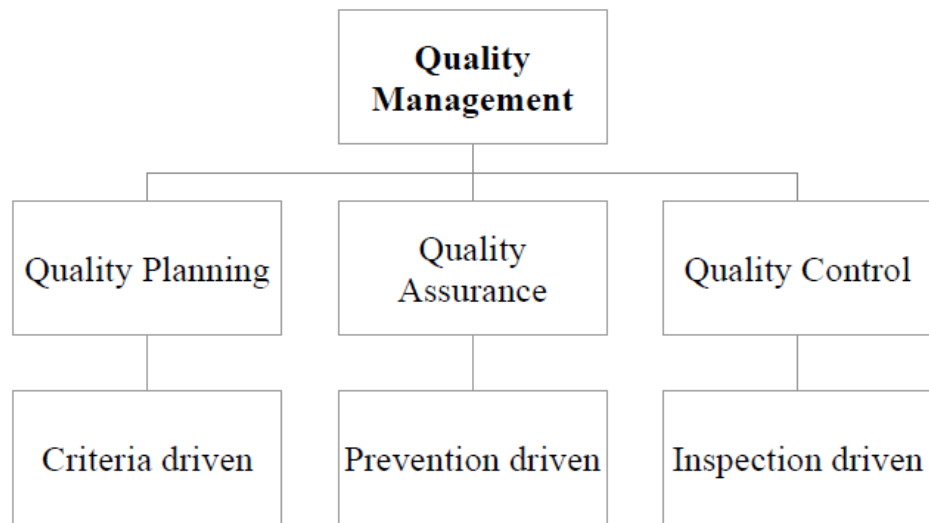 Quality
Management
Quality Planning
Quality
Assurance
Quality Control
Criteria driven
Prevention driven
Inspection driven